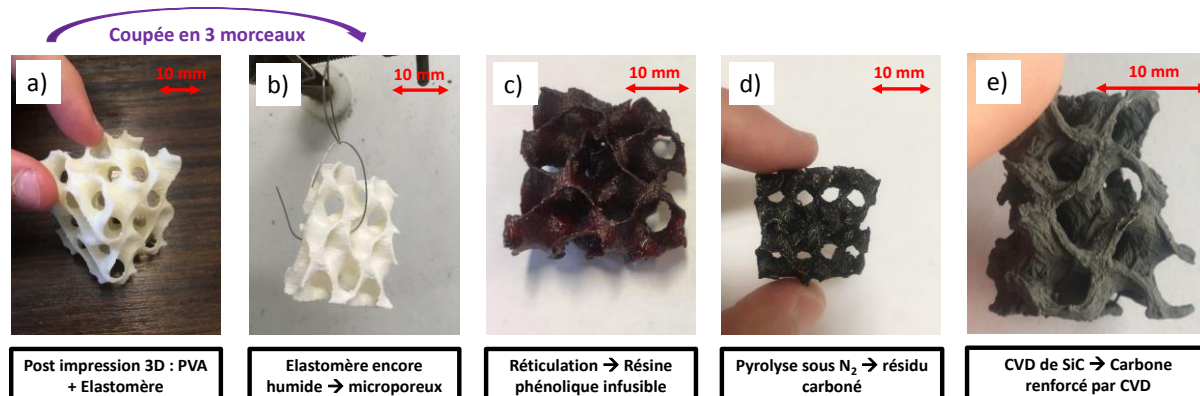 Coupée en 3 morceaux
a)
10 mm
b)
10 mm
c)
10 mm
d)
10 mm
e)
10 mm
Post impression 3D : PVA
+ Elastomère
Elastomère encore
humide → microporeux
Réticulation → Résine
phénolique infusible
Pyrolyse sous N₂ → résidu
carboné
CVD de SiC → Carbone
renforcé par CVD